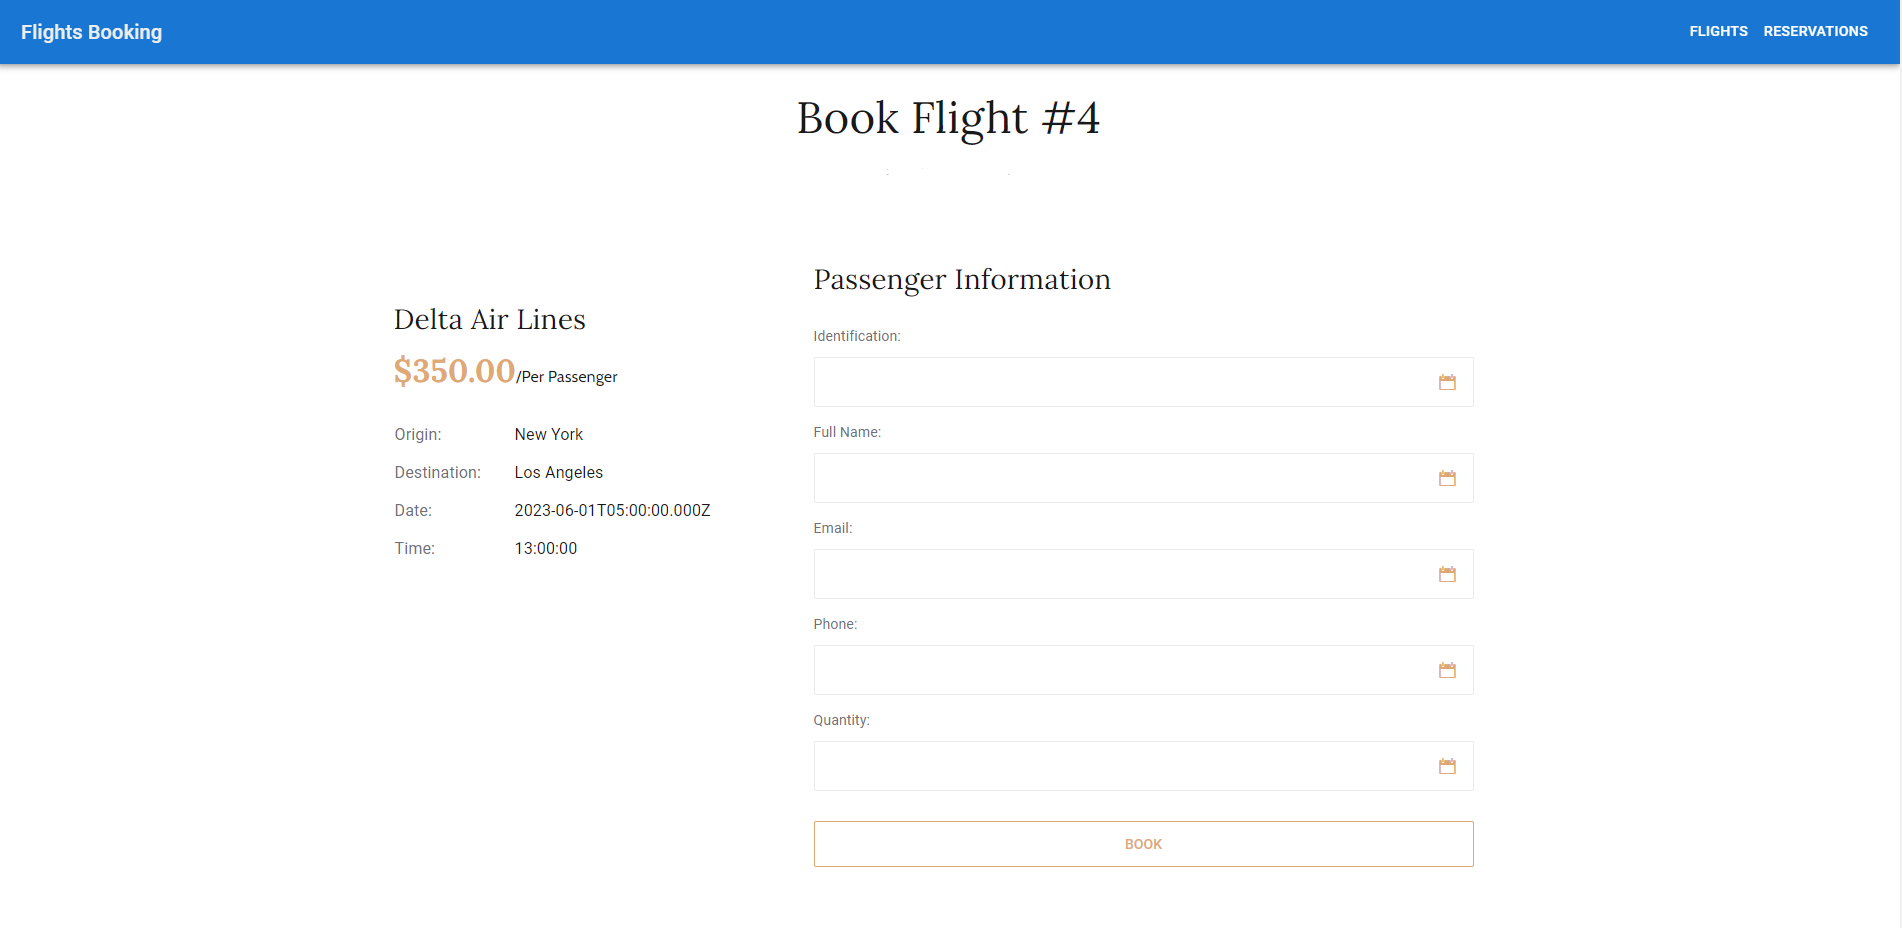 Flights Booking
FLIGHTS RESERVATIONS
Book Flight #4
Delta Air Lines
$350.00/Per Passenger
Origin: New York
Destination: Los Angeles
Date: 2023-06-01T05:00:00.000Z
Time: 13:00:00
Passenger Information
Identification:
Full Name:
Email:
Phone:
Quantity:
BOOK